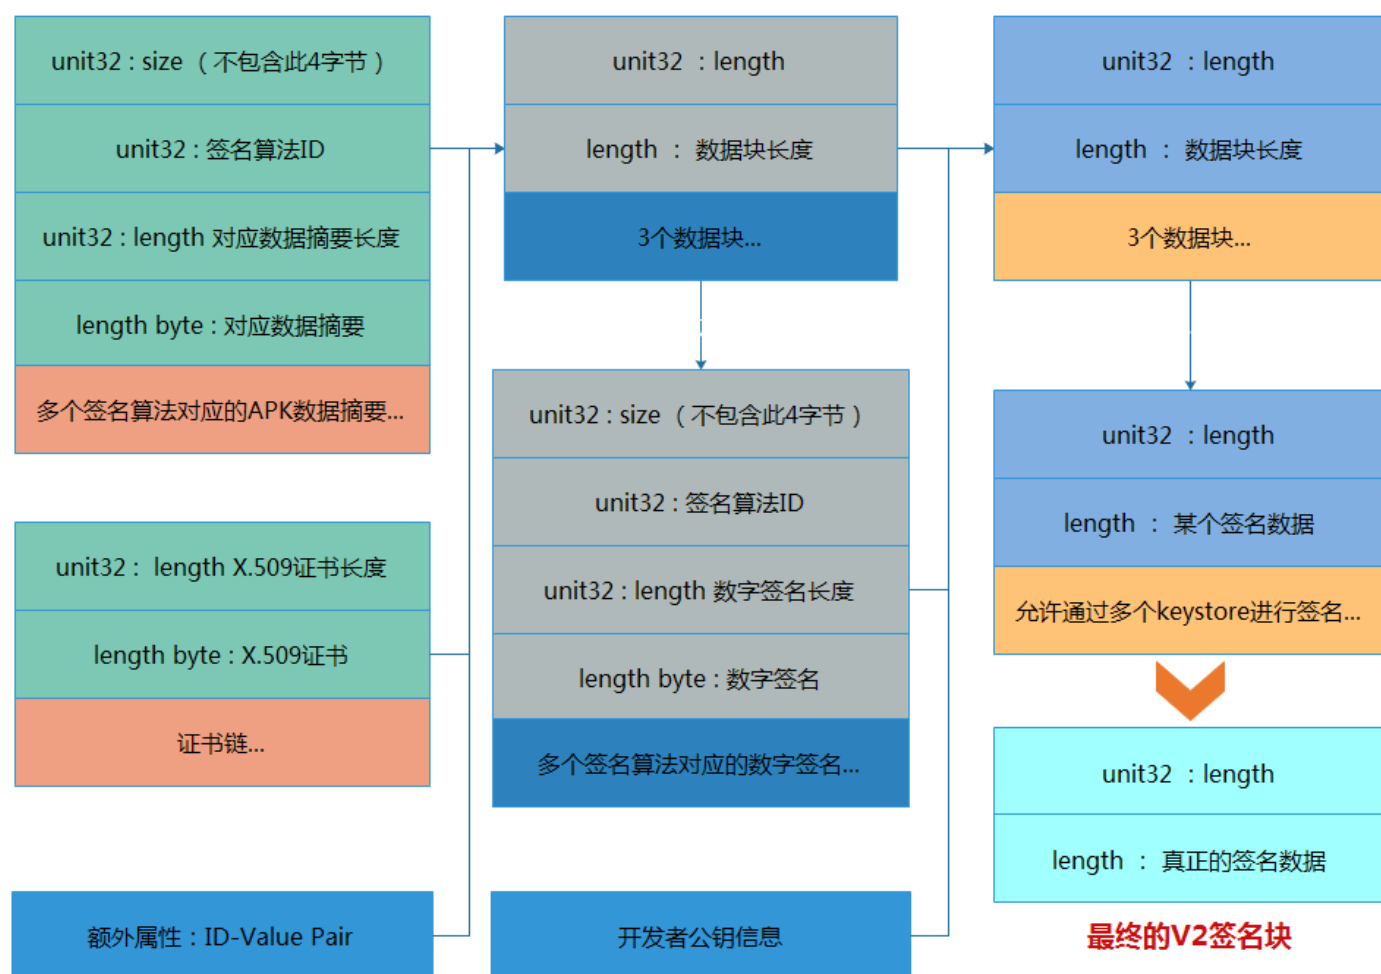 unit32 : size （ 不包含此4字节 ）
unit32 : 签名算法ID
unit32 : length 对应数据摘要长度
length byte : 对应数据摘要
多个签名算法对应的APK数据摘要...
unit32 : length X.509证书长度
length byte : X.509证书
证书链...
额外属性 : ID-Value Pair
unit32 : length
length ： 数据块长度
3个数据块...
unit32 : size （ 不包含此4字节 ）
unit32 : 签名算法ID
unit32 : length 数字签名长度
length byte : 数字签名
多个签名算法对应的数字签名...
开发者公钥信息
unit32 : length
length ： 数据块长度
3个数据块...
unit32 : length
length ： 某个签名数据
允许通过多个keystore进行签名...
unit32 : length
length ： 真正的签名数据
最终的V2签名块